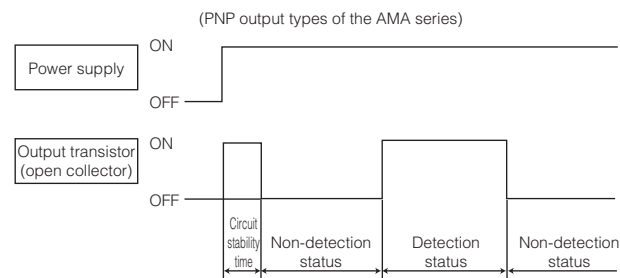 (PNP output types of the AMA series)
ON
Power supply
OFF
ON
Output transistor
(open collector)
OFF
Circuit
stability
time
Non-detection
status
Detection
status
Non-detection
status